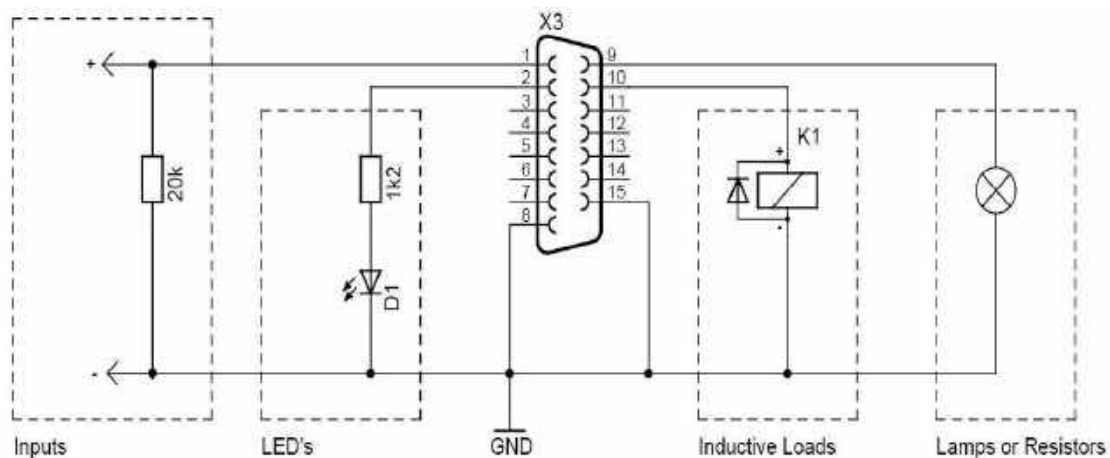 X3
+
1
9
2
10
3
11
4
12
5
13
6
14
7
15
8
20k
1k2
D1
K1
+
-
-
Inputs
LED's
GND
Inductive Loads
Lamps or Resistors